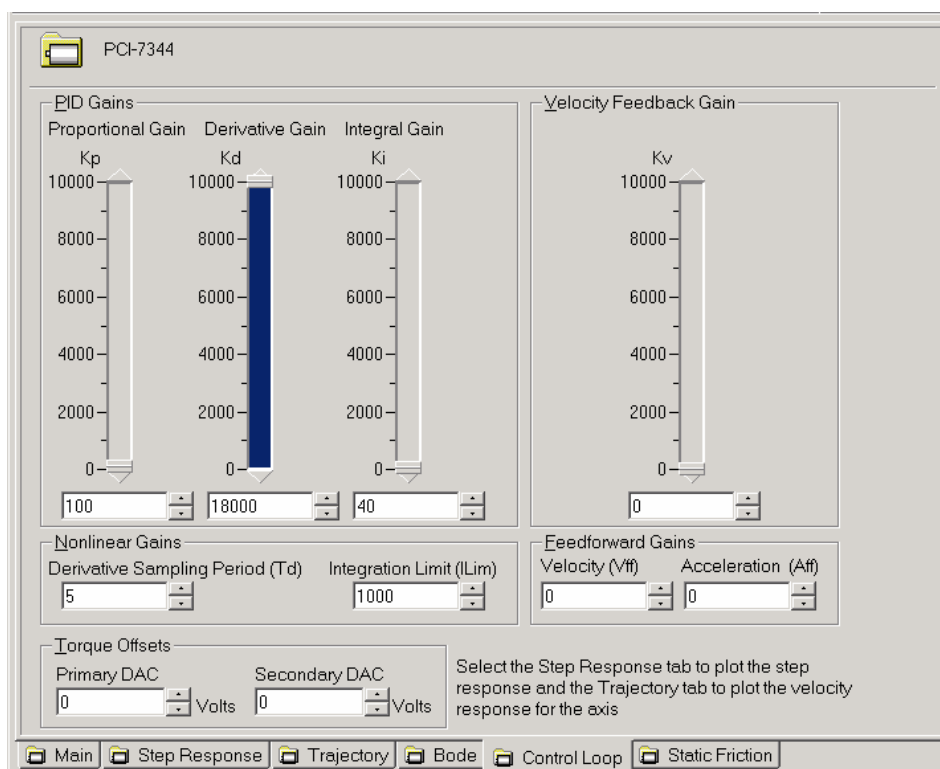 PCI-7344
PID Gains
Proportional Gain Derivative Gain Integral Gain
Kp Kd Ki
10000 10000 10000
8000 8000 8000
6000 6000 6000
4000 4000 4000
2000 2000 2000
0 0 0
100 18000 40
Velocity Feedback Gain
Kv
10000
8000
6000
4000
2000
0
0
Nonlinear Gains
Derivative Sampling Period (Td) Integration Limit (ILim)
5 1000
Feedforward Gains
Velocity (Vff) Acceleration (Aff)
0 0
Torque Offsets
Primary DAC Secondary DAC
0 Volts 0 Volts
Select the Step Response tab to plot the step
response and the Trajectory tab to plot the velocity
response for the axis
Main Step Response Trajectory Bode Control Loop Static Friction